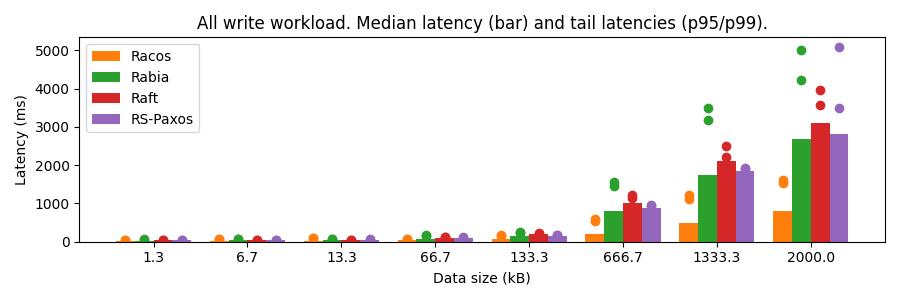 All write workload. Median latency (bar) and tail latencies (p95/p99).
Latency (ms)
5000
4000
3000
2000
1000
0
Racos
Rabia
Raft
RS-Paxos
1.3 6.7 13.3 66.7 133.3 666.7 1333.3 2000.0
Data size (kB)